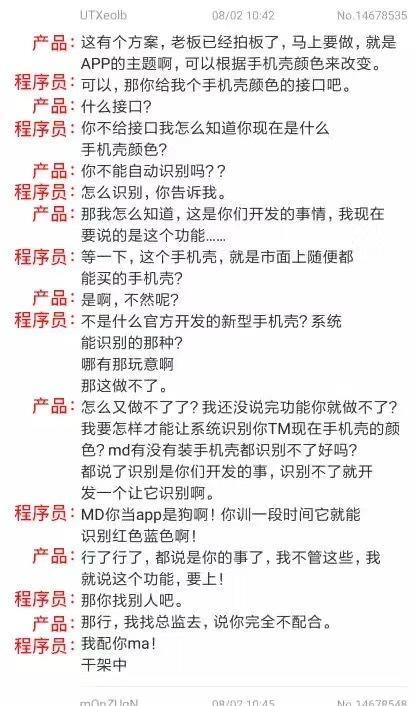 UTXeolb 08/02 10:42 No.14678535
产品：这有个方案，老板已经拍板了，马上要做，就是
APP的主题啊，可以根据手机壳颜色来改变。
程序员：可以，那你给我个手机壳颜色的接口吧。
产品：什么接口？
程序员：你不给接口我怎么知道你现在是什么
手机壳颜色？
产品：你不能自动识别吗？？
程序员：怎么识别，你告诉我。
产品：那我怎么知道，这是你们开发的事情，我现在
要说的是这个功能……
程序员：等一下，这个手机壳，就是市面上随便都
能买的手机壳？
产品：是啊，不然呢？
程序员：不是什么官方开发的新型手机壳？系统
能识别的那种？
哪有那玩意啊
那这做不了。
产品：怎么又做不了了？我还没说完功能你就做不了？
我要怎样才能让系统识别你TM现在手机壳的颜
色？md有没有装手机壳都识别不了好吗？
都说了识别是你们开发的事，识别不了就开
发一个让它识别啊。
程序员：MD你当app是狗啊！你训一段时间它就能
识别红色蓝色啊！
产品：行了行了，都说是你的事了，我不管这些，我
就说这个功能，要上！
程序员：那你找别人吧。
产品：那行，我找总监去，说你完全不配合。
程序员：我配你ma！
干架中
08/02 10:45 No.14678548